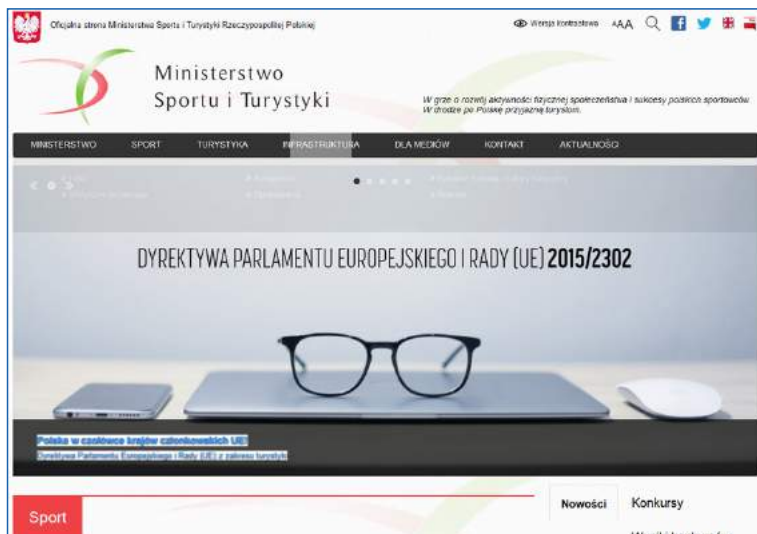 Oficjalna strona Ministerstwa Sportu i Turystyki Rzeczypospolitej Polskiej
Wersja kontrastowa AAA
Ministerstwo
Sportu i Turystyki
W grze o rozwój aktywności fizycznej społeczeństwa i sukcesy polskich sportowców.
W drodze po Polskę przyjazną turystom.
MINISTERSTWO SPORT TURYSTYKA INFRASTRUKTURA DLA MEDIÓW KONTAKT AKTUALNOŚCI
DYREKTYWA PARLAMENTU EUROPEJSKIEGO I RADY (UE) 2015/2302
Polska w czołówce krajów członkowskich UE!
Dyrektywa Parlamentu Europejskiego i Rady (UE) z zakresu turystyki
Sport
Nowości Konkursy